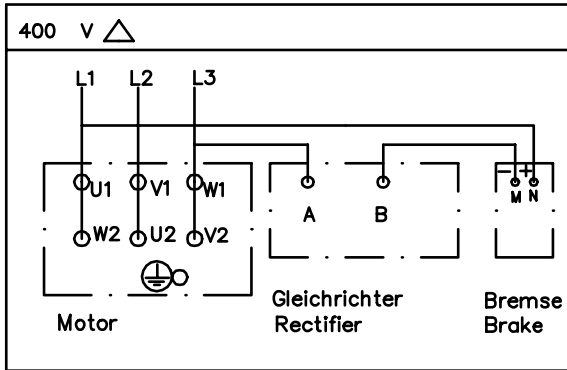 400 V
L1 L2 L3
U1 V1 W1 - +
A B M N
W2 U2 V2
Gleichrichter Bremse
Motor Rectifier Brake